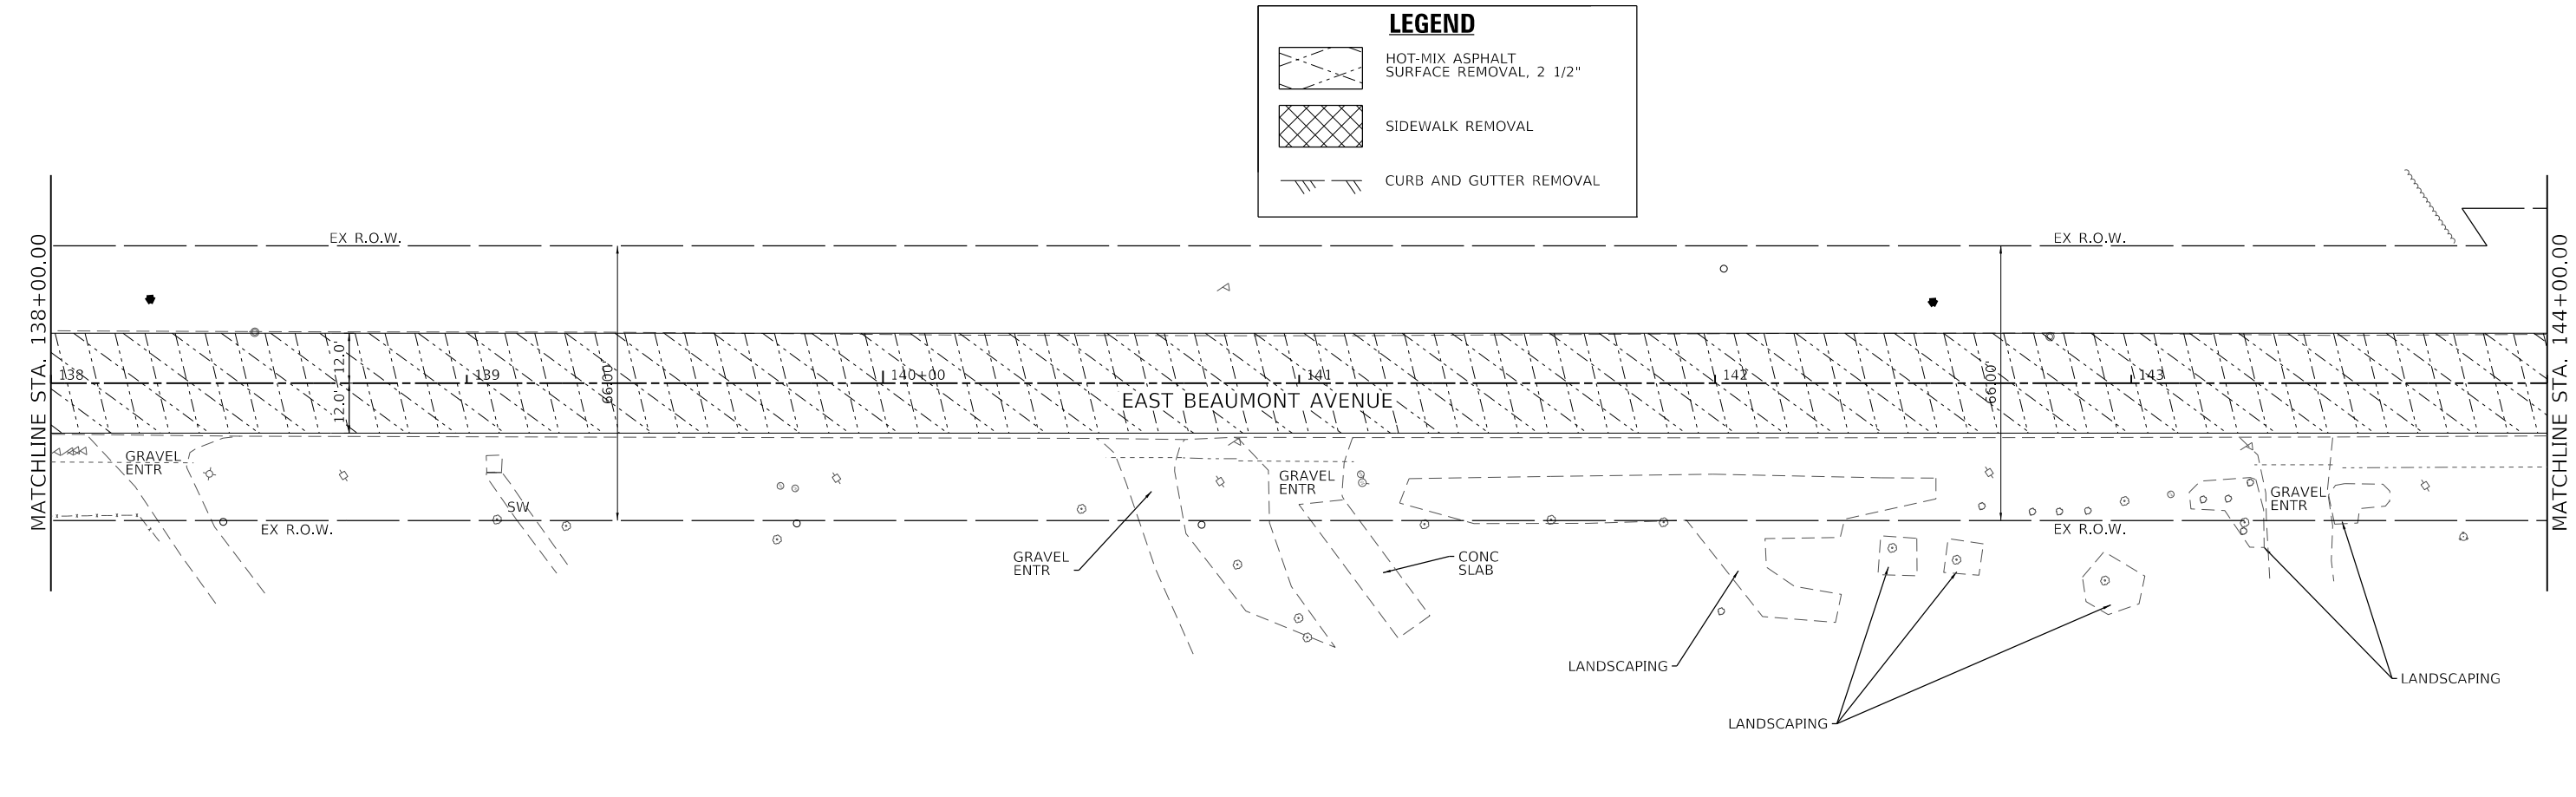 LEGEND
HOT-MIX ASPHALT
SURFACE REMOVAL, 2 1/2"
SIDEWALK REMOVAL
CURB AND GUTTER REMOVAL
MATCHLINE STA. 138+00.00
MATCHLINE STA. 144+00.00
EX R.O.W.
EX R.O.W.
12.0'
12.0'
66.00'
66.00'
138
139
140+00
141
142
143
EAST BEAUMONT AVENUE
GRAVEL
ENTR
SW
GRAVEL
ENTR
GRAVEL
ENTR
EX R.O.W.
EX R.O.W.
GRAVEL
ENTR
CONC
SLAB
LANDSCAPING
LANDSCAPING
LANDSCAPING